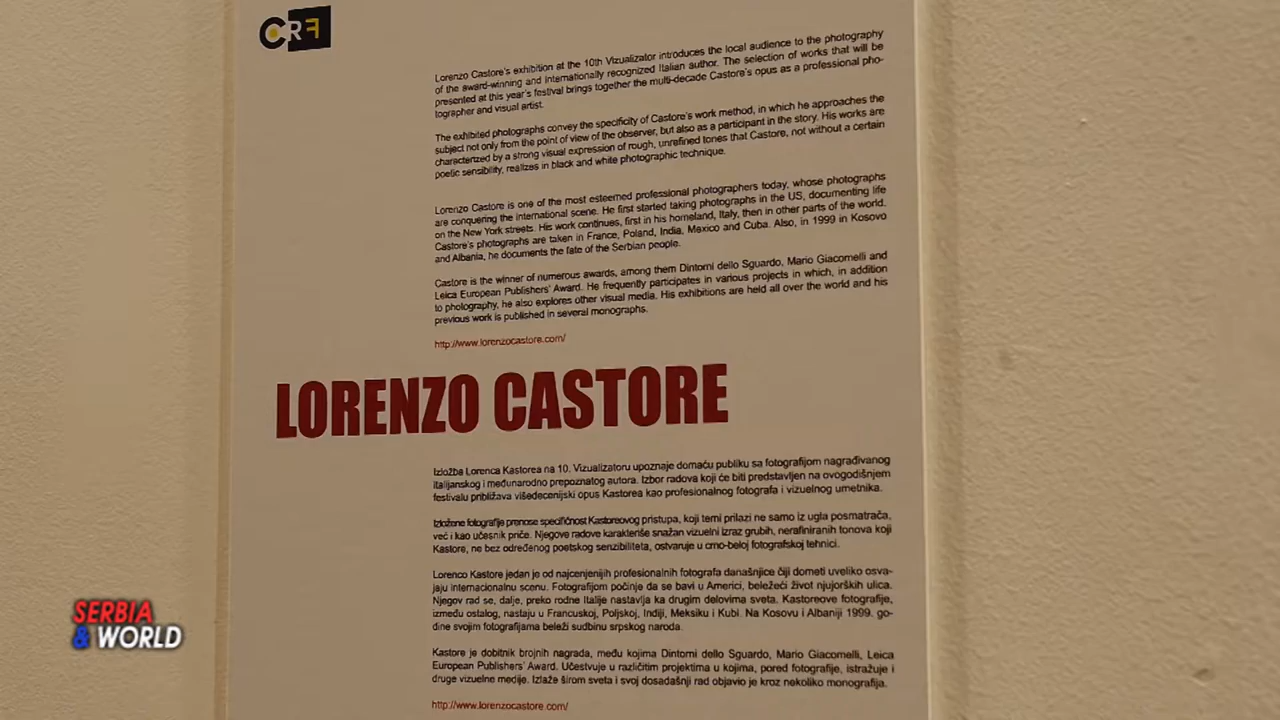 CRF
Lorenzo Castore's exhibition at the 10th Vizualizator introduces the local audience to the photography
of the award-winning and internationally recognized Italian author. The selection of works that will be
presented at this year's festival brings together the multi-decade Castore's opus as a professional pho-
tographer and visual artist.
The exhibited photographs convey the specificity of Castore's work method, in which he approaches the
subject not only from the point of view of the observer, but also as a participant in the story. His works are
characterized by a strong visual expression of rough, unrefined tones that Castore, not without a certain
poetic sensibility, realizes in black and white photographic technique.
Lorenzo Castore is one of the most esteemed professional photographers today, whose photographs
are conquering the international scene. He first started taking photographs in the US, documenting life
on the New York streets. His work continues, first in his homeland, Italy, then in other parts of the world.
Castore's photographs are taken in France, Poland, India, Mexico and Cuba. Also, in 1999 in Kosovo
and Albania, he documents the fate of the Serbian people.
Castore is the winner of numerous awards, among them Dintorni dello Sguardo, Mario Giacomelli and
Leica European Publishers' Award. He frequently participates in various projects in which, in addition
to photography, he also explores other visual media. His exhibitions are held all over the world and his
previous work is published in several monographs.
http://www.lorenzocastore.com/
LORENZO CASTORE
Izložba Lorenca Kastorea na 10. Vizualizatoru upoznaje domaću publiku sa fotografijom nagrađivanog
italijanskog i međunarodno prepoznatog autora. Izbor radova koji će biti predstavljen na ovogodišnjem
festivalu približava višedecenijski opus Kastorea kao profesionalnog fotografa i vizuelnog umetnika.
Izložene fotografije prenose specifičnost Kastoreovog pristupa, koji temi prilazi ne samo iz ugla posmatrača,
već i kao učesnik priče. Njegove radove karakteriše snažan vizuelni izraz grubih, nerafiniranih tonova koji
Kastore, ne bez određenog poetskog senzibiliteta, ostvaruje u crno-beloj fotografskoj tehnici.
Lorenco Kastore jedan je od najcenjenijih profesionalnih fotografa današnjice čiji dometi uveliko osva-
jaju internacionalnu scenu. Fotografijom počinje da se bavi u Americi, beležeći život njujorških ulica.
Njegov rad se, dalje, preko rodne Italije nastavlja ka drugim delovima sveta. Kastoreove fotografije,
između ostalog, nastaju u Francuskoj, Poljskoj, Indiji, Meksiku i Kubi. Na Kosovu i Albaniji 1999. go-
dine svojim fotografijama beleži sudbinu srpskog naroda.
Kastore je dobitnik brojnih nagrada, među kojima Dintorni dello Sguardo, Mario Giacomelli, Leica
European Publishers' Award. Učestvuje u različitim projektima u kojima, pored fotografije, istražuje i
druge vizuelne medije. Izlaže širom sveta i svoj dosadašnji rad objavio je kroz nekoliko monografija.
http://www.lorenzocastore.com/
SERBIA
& WORLD